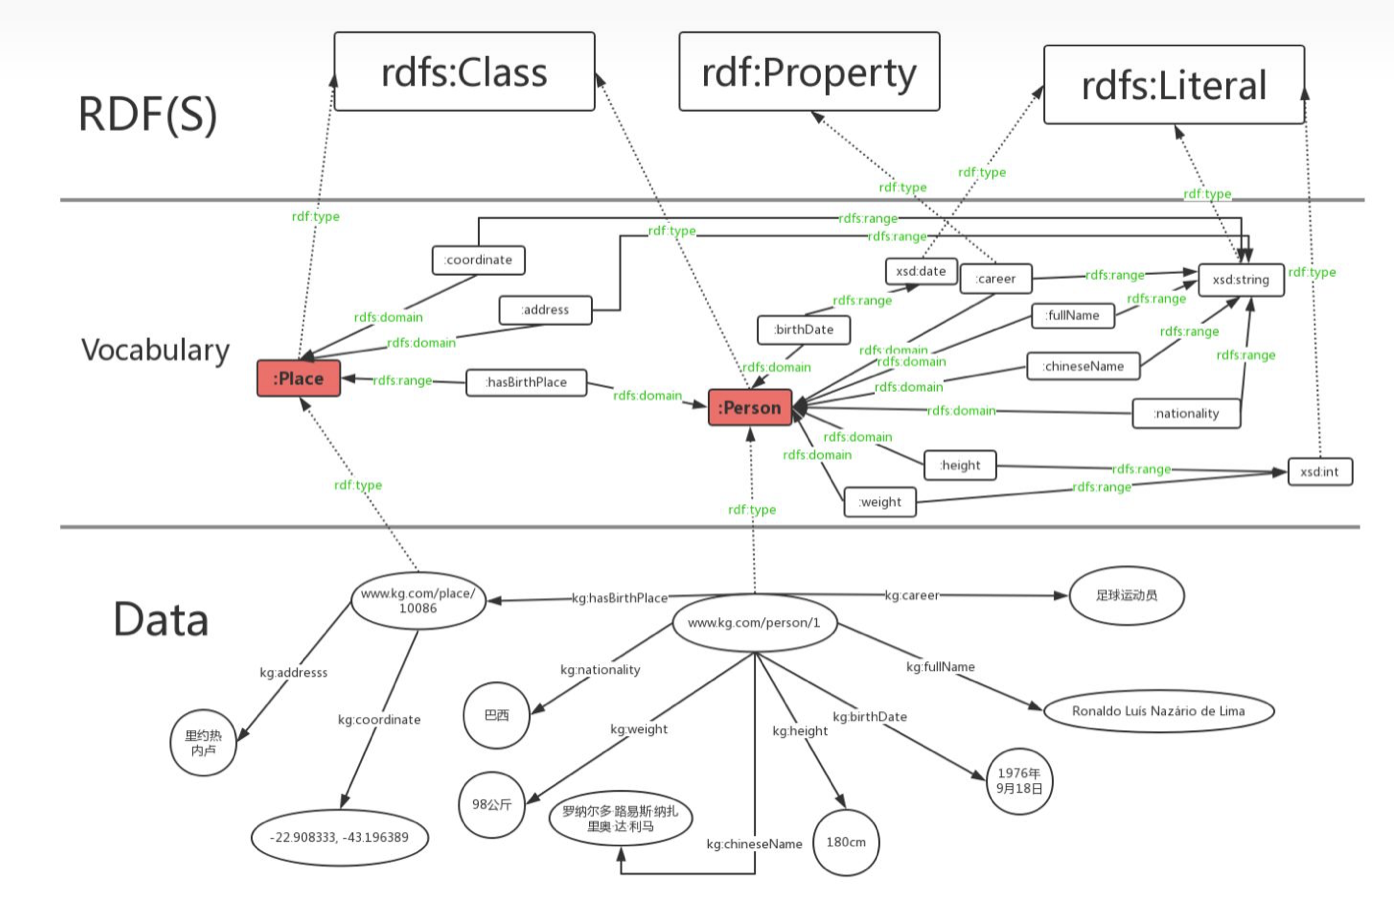 rdfs:Class
rdf:Property
rdfs:Literal
RDF(S)
rdf:type
rdf:type
rdf:type
rdf:type
rdfs:range
rdf:type
rdfs:range
:coordinate
xsd:date
:career
rdfs:range
xsd:string
rdf:type
rdfs:range
:fullName
rdfs:range
:address
rdfs:domain
:birthDate
rdfs:range
rdfs:domain
Vocabulary
rdfs:domain
rdfs:domain
rdfs:range
rdfs:domain
:chineseName
:Place
rdfs:range
:hasBirthPlace
rdfs:domain
rdfs:domain
:Person
rdfs:domain
:nationality
rdfs:domain
rdfs:domain
:height
rdfs:range
xsd:int
rdf:type
rdfs:range
:weight
rdf:type
www.kg.com/place/
10086
kg:hasBirthPlace
kg:career
足球运动员
Data
www.kg.com/person/1
kg:addresss
kg:nationality
kg:fullName
巴西
Ronaldo Luís Nazário de Lima
kg:coordinate
kg:weight
kg:height
kg:birthDate
里约热
内卢
1976年
9月18日
98公斤
罗纳尔多·路易斯·纳扎
里奥·达·利马
-22.908333, -43.196389
kg:chineseName
180cm